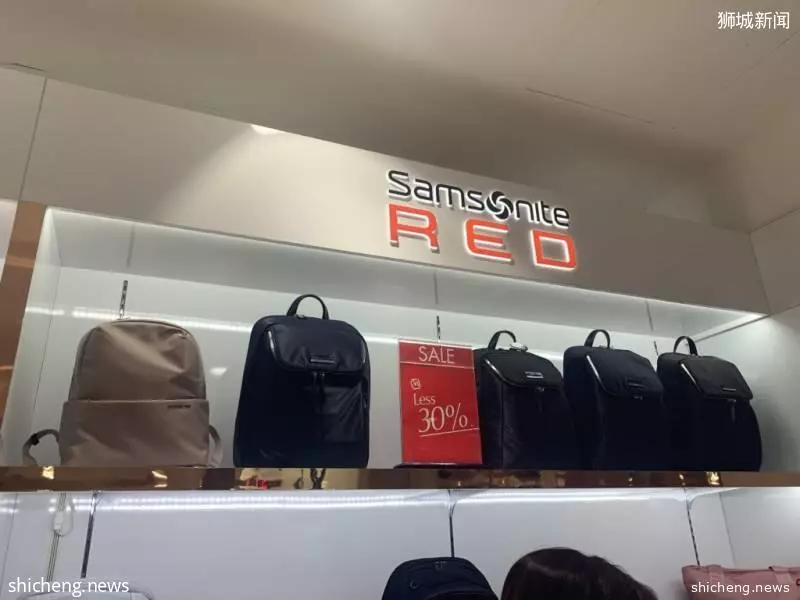 狮城新闻
Samsonite
RED
SALE
Less
30%
shicheng.news
shicheng.news